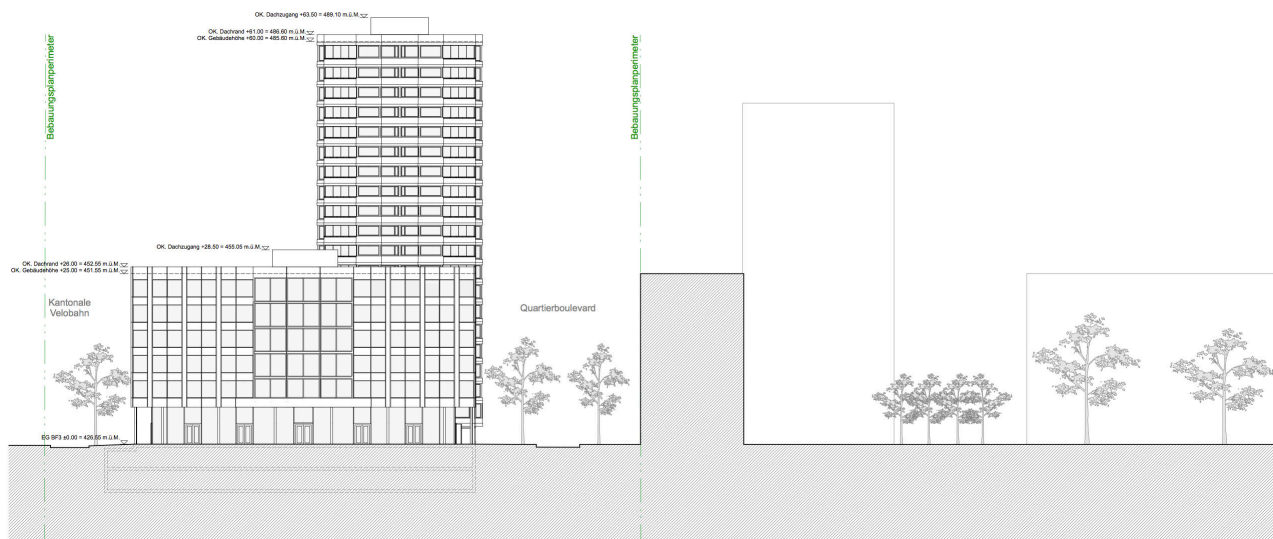 OK. Dachzugang +63.50 = 489.10 m.ü.M.
OK. Dachrand +61.00 = 486.60 m.ü.M.
OK. Gebäudehöhe +60.00 = 485.60 m.ü.M.
Bebauungsplanperimeter
Bebauungsplanperimeter
OK. Dachzugang +28.50 = 455.05 m.ü.M.
OK. Dachrand +26.00 = 452.55 m.ü.M.
OK. Gebäudehöhe +25.00 = 451.55 m.ü.M.
Kantonale
Velobahn
Quartierboulevard
EG BF3 ±0.00 = 426.55 m.ü.M.